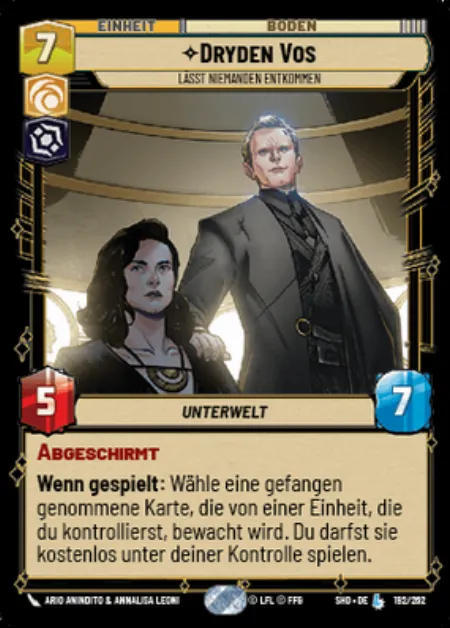 7
EINHEIT
BODEN
DRYDEN VOS
LÄSST NIEMANDEN ENTKOMMEN
5
UNTERWELT
7
ABGESCHIRMT
Wenn gespielt: Wähle eine gefangen
genommene Karte, die von einer Einheit, die
du kontrollierst, bewacht wird. Du darfst sie
kostenlos unter deiner Kontrolle spielen.
ARIO ANINDITO & ANNALISA LEONI
© LFL © FFG
SHD • DE
L
192/262